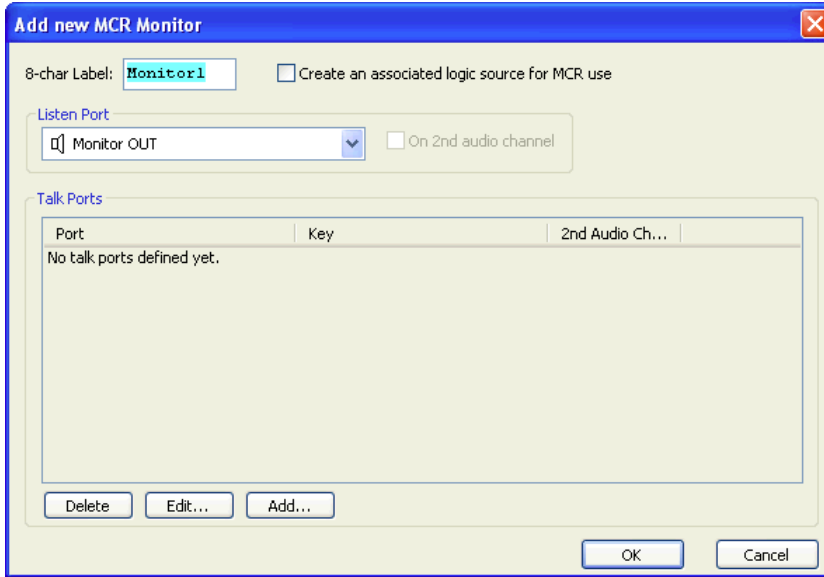 Add new MCR Monitor
8-char Label: Monitor1 Create an associated logic source for MCR use
Listen Port
Monitor OUT On 2nd audio channel
Talk Ports
Port Key 2nd Audio Ch...
No talk ports defined yet.
Delete Edit... Add...
OK Cancel